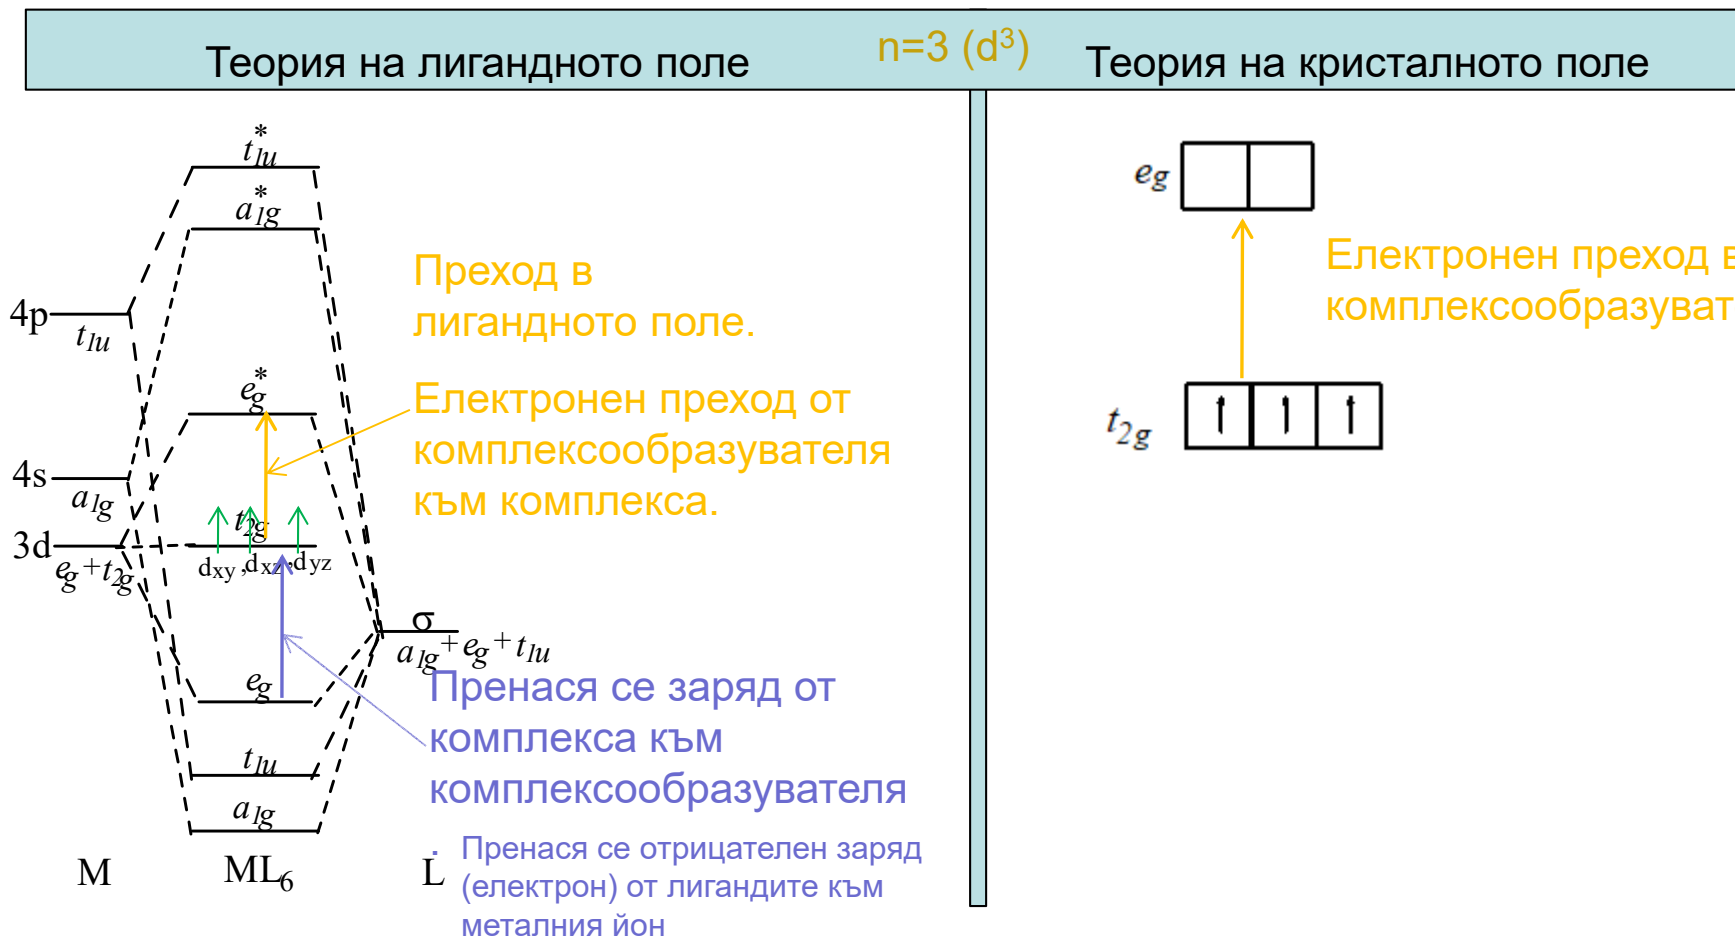 n=3 (d³)
Теория на лигандното поле
Теория на кристалното поле
t*1u
a*1g
4p
t1u
Преход в
лигандното поле.
e*g
Електронен преход от
комплексообразувателя
към комплекса.
4s
a1g
3d
t2g
eg+t2g
dxy,dxz,dyz
σ
a1g+eg+t1u
eg
Пренася се заряд от
комплекса към
комплексообразувателя
t1u
a1g
Пренася се отрицателен заряд
(електрон) от лигандите към
металния йон
M
ML6
L
eg
Електронен преход в
комплексообразуват
t2g